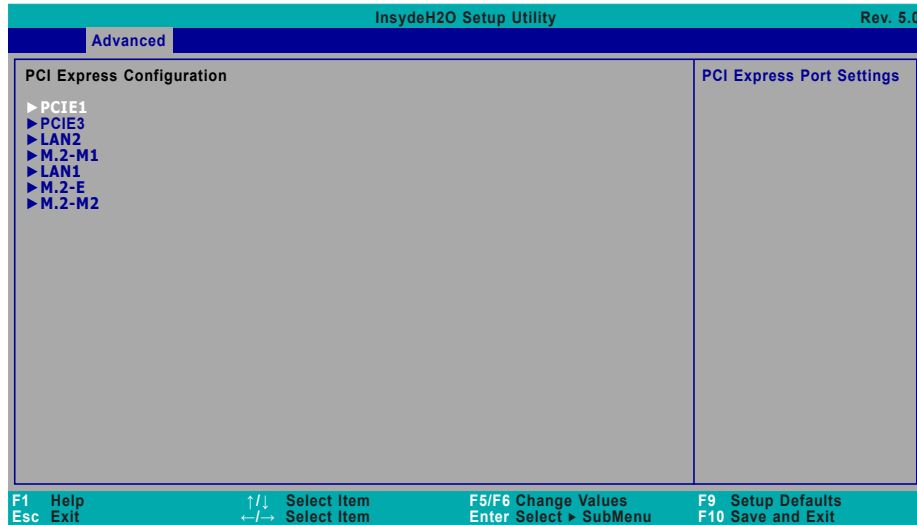 InsydeH2O Setup Utility Rev. 5.0
Advanced
PCI Express Configuration
►PCIE1
►PCIE3
►LAN2
►M.2-M1
►LAN1
►M.2-E
►M.2-M2
PCI Express Port Settings
F1 Help ↑/↓ Select Item F5/F6 Change Values F9 Setup Defaults
Esc Exit ←/→ Select Item Enter Select ► SubMenu F10 Save and Exit